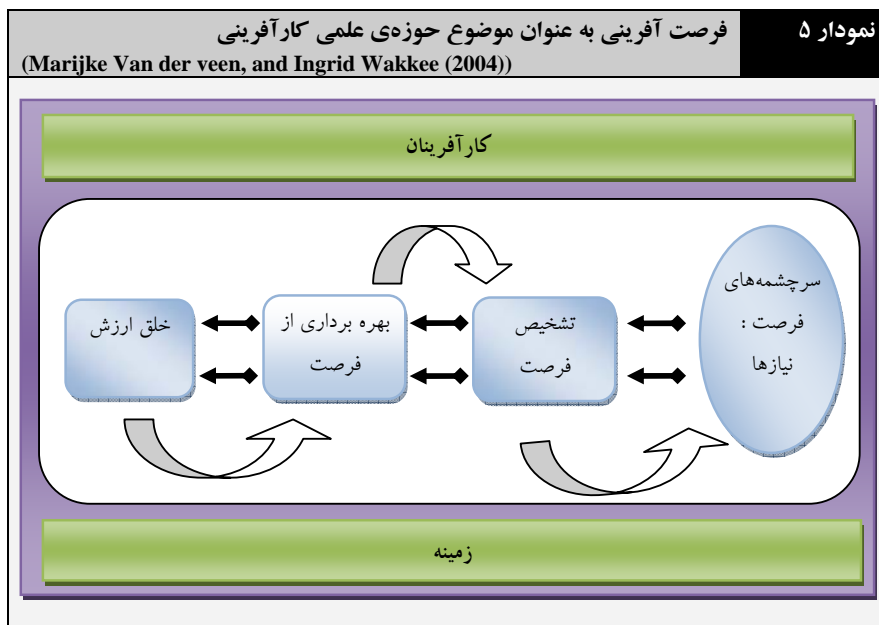 نمودار ۵
فرصت آفرینی به عنوان موضوع حوزه‌ی علمی کارآفرینی
(Marijke Van der veen, and Ingrid Wakkee (2004))
کارآفرینان
سرچشمه‌های
فرصت :
نیازها
تشخیص
فرصت
بهره برداری از
فرصت
خلق ارزش
زمینه